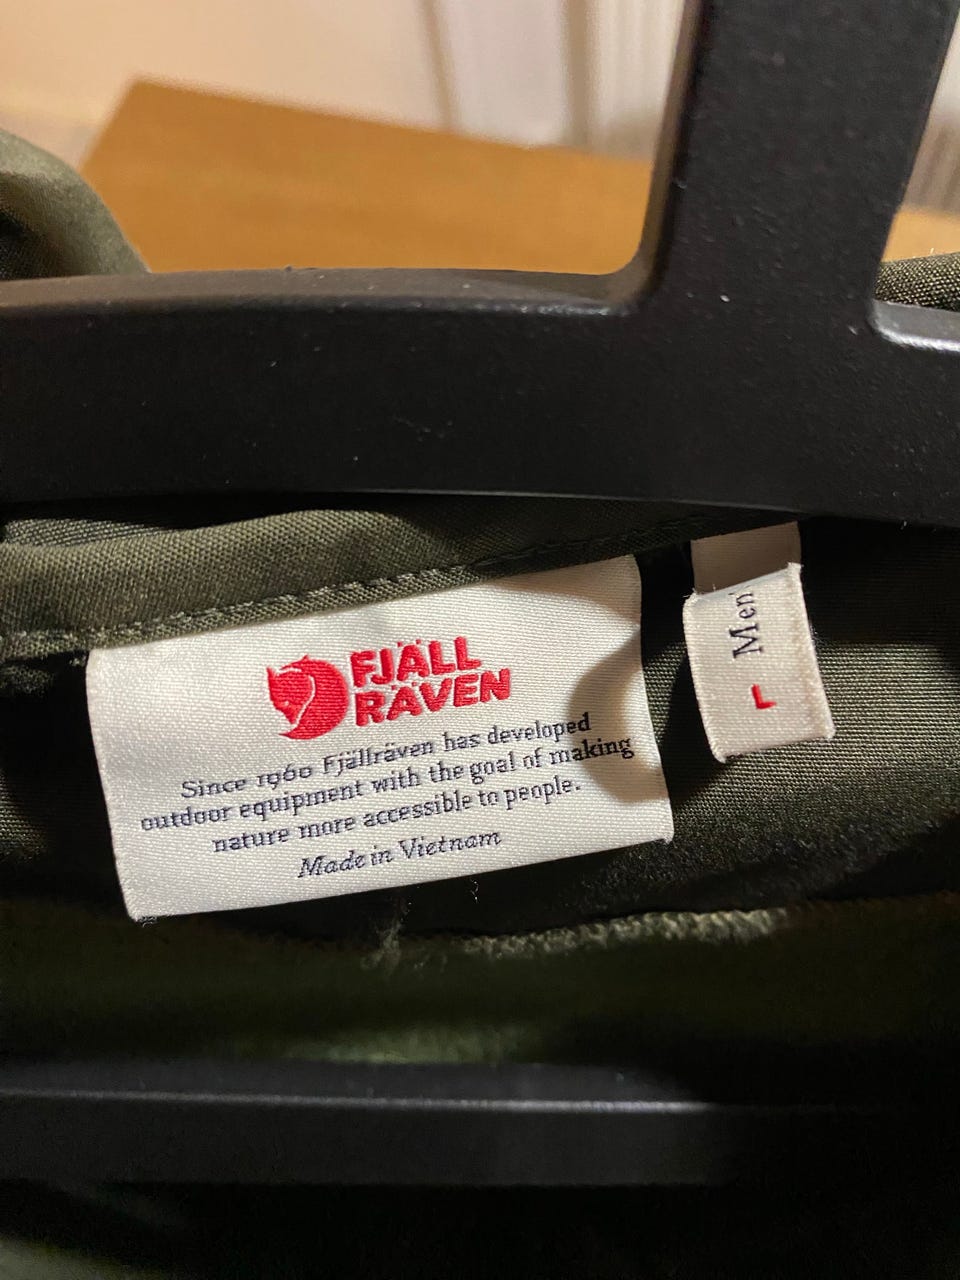 FJÄLL
RÄVEN
Since 1960 Fjällräven has developed
outdoor equipment with the goal of making
nature more accessible to people.
Made in Vietnam
Men'
L